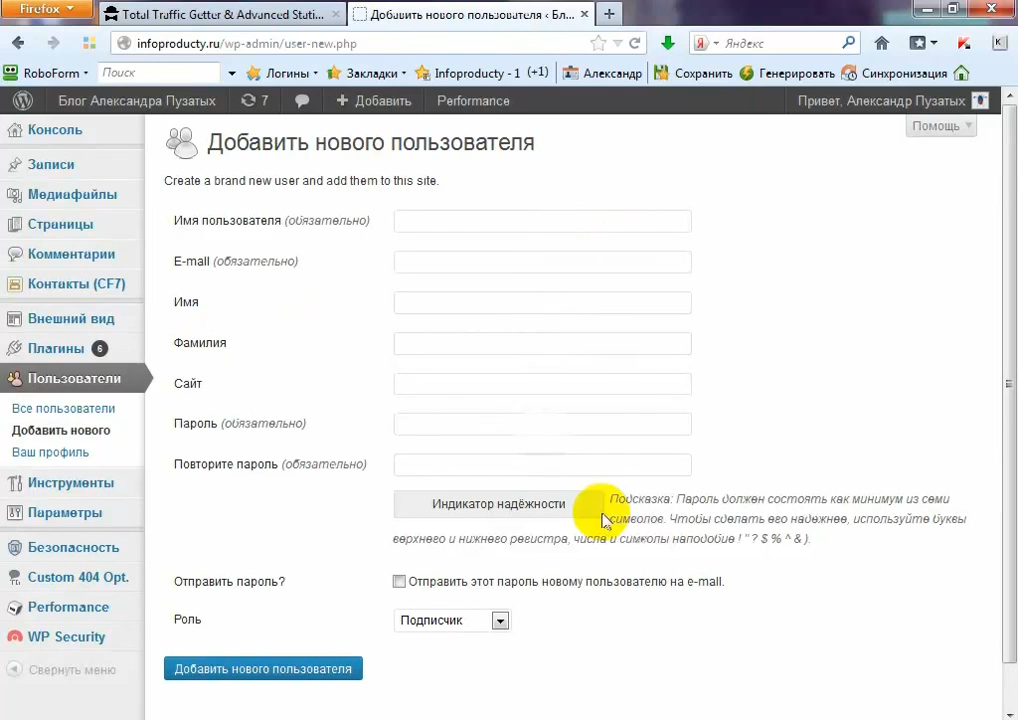 Firefox
Total Traffic Getter & Advanced Stati...
Добавить нового пользователя ‹ Бл...
infoproducty.ru/wp-admin/user-new.php
Яндекс
RoboForm
Поиск
Логины
Закладки
Infoproducty - 1 (+1)
Александр
Сохранить
Генерировать
Синхронизация
Блог Александра Пузатых
7
Добавить
Performance
Привет, Александр Пузатых
Консоль
Записи
Медиафайлы
Страницы
Комментарии
Контакты (CF7)
Внешний вид
Плагины 6
Пользователи
Все пользователи
Добавить нового
Ваш профиль
Инструменты
Параметры
Безопасность
Custom 404 Opt.
Performance
WP Security
Свернуть меню
Помощь
Добавить нового пользователя
Create a brand new user and add them to this site.
Имя пользователя (обязательно)
E-mail (обязательно)
Имя
Фамилия
Сайт
Пароль (обязательно)
Повторите пароль (обязательно)
Индикатор надёжности
Подсказка: Пароль должен состоять как минимум из семи
символов. Чтобы сделать его надежнее, используйте буквы
верхнего и нижнего регистра, числа и символы наподобие ! " ? $ % ^ & ).
Отправить пароль?
Отправить этот пароль новому пользователю на e-mail.
Роль
Подписчик
Добавить нового пользователя